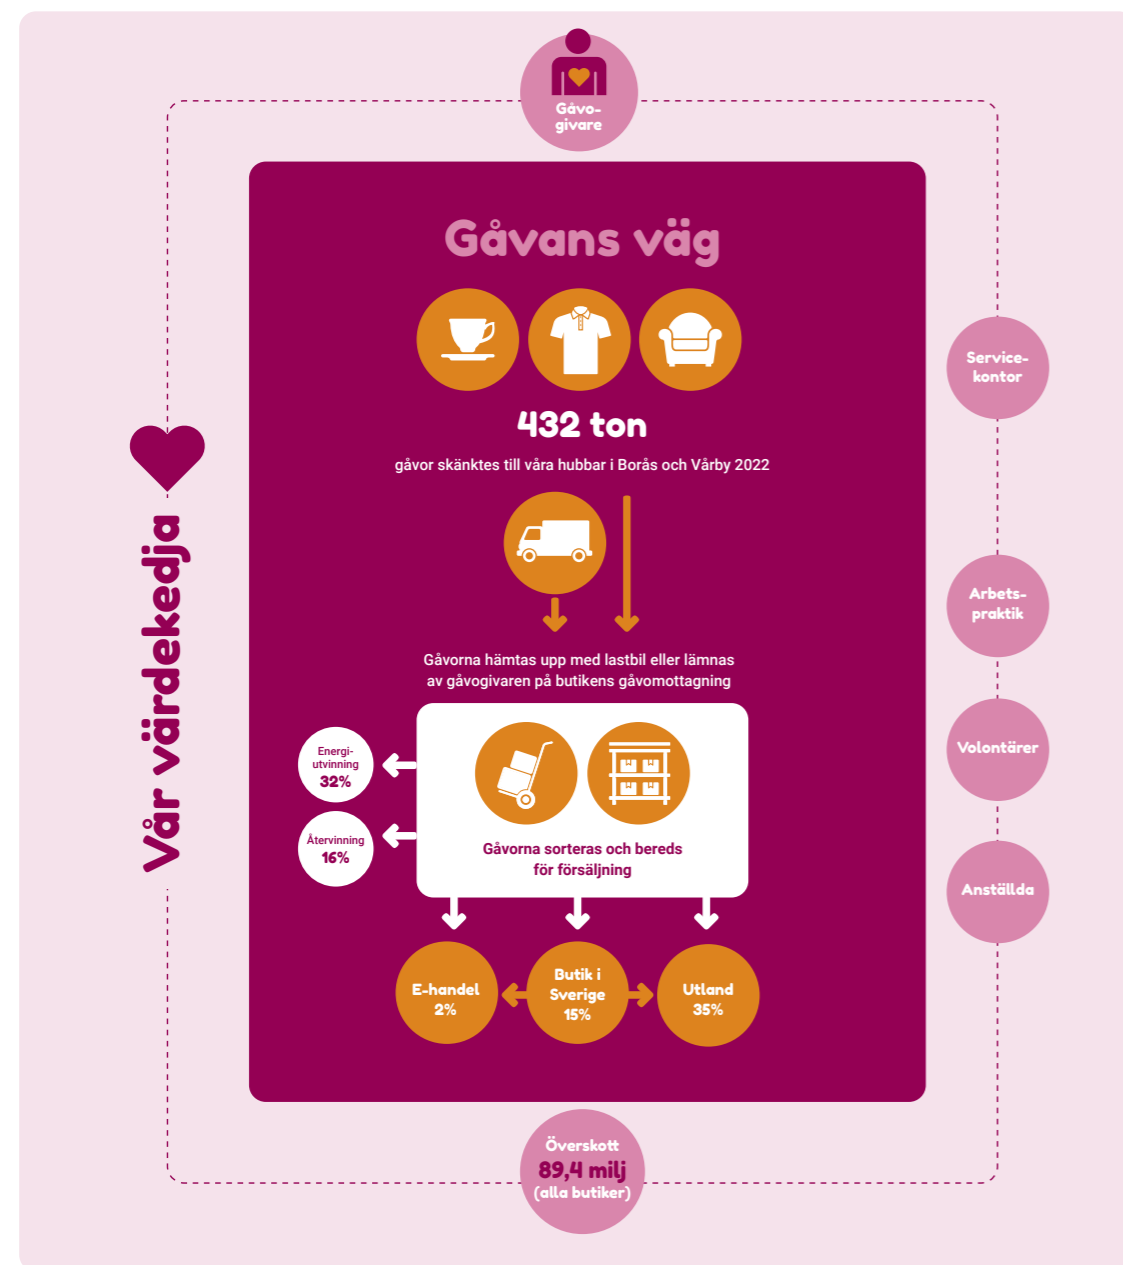 Gåvo-
givare
Gåvans väg
432 ton
gåvor skänktes till våra hubbar i Borås och Vårby 2022
Gåvorna hämtas upp med lastbil eller lämnas
av gåvogivaren på butikens gåvomottagning
Energi-
utvinning
32%
Återvinning
16%
Gåvorna sorteras och bereds
för försäljning
E-handel
2%
Butik i
Sverige
15%
Utland
35%
Vår värdekedja
Service-
kontor
Arbets-
praktik
Volontärer
Anställda
Överskott
89,4 milj
(alla butiker)